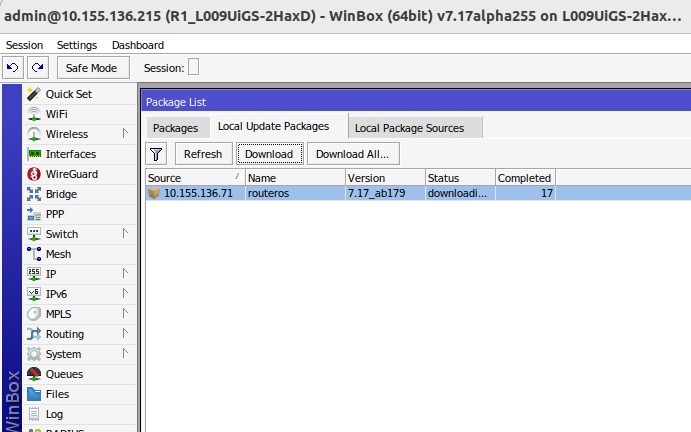 admin@10.155.136.215 (R1_L009UiGS-2HaxD) - WinBox (64bit) v7.17alpha255 on L009UiGS-2Hax...
Session Settings Dashboard
Safe Mode Session:
Quick Set
WiFi
Wireless
Interfaces
WireGuard
Bridge
PPP
Switch
Mesh
IP
IPv6
MPLS
Routing
System
Queues
Files
Log
RADIUS
WinBox
Package List
Packages Local Update Packages Local Package Sources
Refresh Download Download All...
Source Name Version Status Completed
10.155.136.71 routeros 7.17_ab179 downloadi... 17